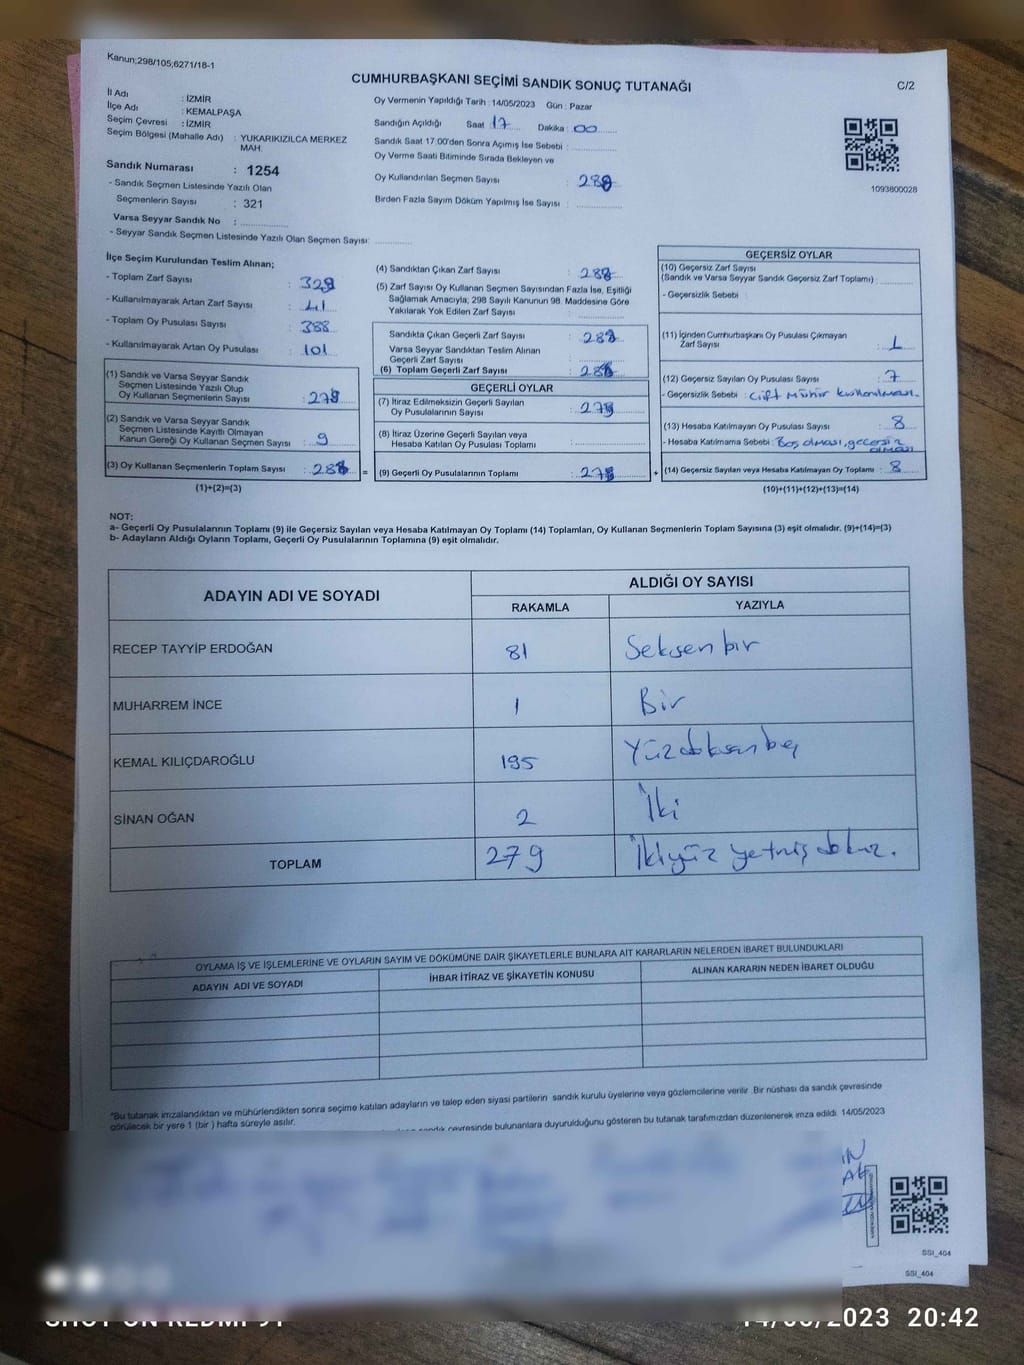 Kanun;298/105,6271/18-1
CUMHURBAŞKANI SEÇİMİ SANDIK SONUÇ TUTANAĞI
C/2
İl Adı : İZMİR
İlçe Adı : KEMALPAŞA
Seçim Çevresi : İZMİR
Seçim Bölgesi (Mahalle Adı) : YUKARIKIZILCA MERKEZ
MAH.
Sandık Numarası : 1254
- Sandık Seçmen Listesinde Yazılı Olan
Seçmenlerin Sayısı : 321
Varsa Seyyar Sandık No :
- Seyyar Sandık Seçmen Listesinde Yazılı Olan Seçmen Sayısı:
Oy Vermenin Yapıldığı Tarih : 14/05/2023 Gün : Pazar
Sandığın Açıldığı Saat 17 Dakika : 00
Sandık Saat 17:00'den Sonra Açımış İse Sebebi :
Oy Verme Saati Bitiminde Sırada Bekleyen ve
Oy Kullandırılan Seçmen Sayısı :
Birden Fazla Sayım Döküm Yapılmış İse Sayısı :
1093800028
İlçe Seçim Kurulundan Teslim Alınan;
- Toplam Zarf Sayısı :
- Kullanılmayarak Artan Zarf Sayısı : 41
- Toplam Oy Pusulası Sayısı : 388
- Kullanılmayarak Artan Oy Pusulası : 101
(1) Sandık ve Varsa Seyyar Sandık
Seçmen Listesinde Yazılı Olup
Oy Kullanan Seçmenlerin Sayısı :
(2) Sandık ve Varsa Seyyar Sandık
Seçmen Listesinde Kayıtlı Olmayan
Kanun Gereği Oy Kullanan Seçmen Sayısı : 9
(3) Oy Kullanan Seçmenlerin Toplam Sayısı :
(1)+(2)=(3)
(4) Sandıktan Çıkan Zarf Sayısı :
(5) Zarf Sayısı Oy Kullanan Seçmen Sayısından Fazla İse, Eşitliği
Sağlamak Amacıyla, 298 Sayılı Kanunun 98. Maddesine Göre
Yakılarak Yok Edilen Zarf Sayısı :
Sandıkta Çıkan Geçerli Zarf Sayısı :
Varsa Seyyar Sandıktan Teslim Alınan
Geçerli Zarf Sayısı :
(6) Toplam Geçerli Zarf Sayısı :
GEÇERLİ OYLAR
(7) İtiraz Edilmeksizin Geçerli Sayılan
Oy Pusulalarının Sayısı : 279
(8) İtiraz Üzerine Geçerli Sayılan veya
Hesaba Katılan Oy Pusulası Toplamı :
= (9) Geçerli Oy Pusulalarının Toplamı :
GEÇERSİZ OYLAR
(10) Geçersiz Zarf Sayısı
(Sandık ve Varsa Seyyar Sandık Geçersiz Zarf Toplamı) :
- Geçersizlik Sebebi :
(11) İçinden Cumhurbaşkanı Oy Pusulası Çıkmayan
Zarf Sayısı :
(12) Geçersiz Sayılan Oy Pusulası Sayısı : 7
- Geçersizlik Sebebi : Çift Mühür kullanılması.
(13) Hesaba Katılmayan Oy Pusulası Sayısı : 8
- Hesaba Katılmama Sebebi : Boş olması, geçersiz
olması
+ (14) Geçersiz Sayılan veya Hesaba Katılmayan Oy Toplamı : 8
(10)+(11)+(12)+(13)=(14)
NOT:
a- Geçerli Oy Pusulalarının Toplamı (9) ile Geçersiz Sayılan veya Hesaba Katılmayan Oy Toplamı (14) Toplamları, Oy Kullanan Seçmenlerin Toplam Sayısına (3) eşit olmalıdır. (9)+(14)=(3)
b- Adayların Aldığı Oyların Toplamı, Geçerli Oy Pusulalarının Toplamına (9) eşit olmalıdır.
ADAYIN ADI VE SOYADI
ALDIĞI OY SAYISI
RAKAMLA YAZIYLA
RECEP TAYYİP ERDOĞAN 81 Seksen bir
MUHARREM İNCE 1 Bir
KEMAL KILIÇDAROĞLU 195 Yüzdoksanbeş
SİNAN OĞAN 2 İki
TOPLAM 279 İkiyüz yetmiş dokuz.
OYLAMA İŞ VE İŞLEMLERİNE VE OYLARIN SAYIM VE DÖKÜMÜNE DAİR ŞİKAYETLERLE BUNLARA AİT KARARLARIN NELERDEN İBARET BULUNDUKLARI
ADAYIN ADI VE SOYADI İHBAR İTİRAZ VE ŞİKAYETİN KONUSU ALINAN KARARIN NEDEN İBARET OLDUĞU
*Bu tutanak imzalandıktan ve mühürlendikten sonra seçime katılan adayların ve talep eden siyasi partilerin sandık kurulu üyelerine veya gözlemcilerine verilir .Bir nüshası da sandık çevresinde
görülecek bir yere 1 (bir ) hafta süreyle asılır.
sandık çevresinde bulunanlara duyurulduğunu gösteren bu tutanak tarafımızdan düzenlenerek imza edildi. 14/05/2023
SSI_404
SSI_404
SHOT ON REDMI 9T
14/05/2023 20:42